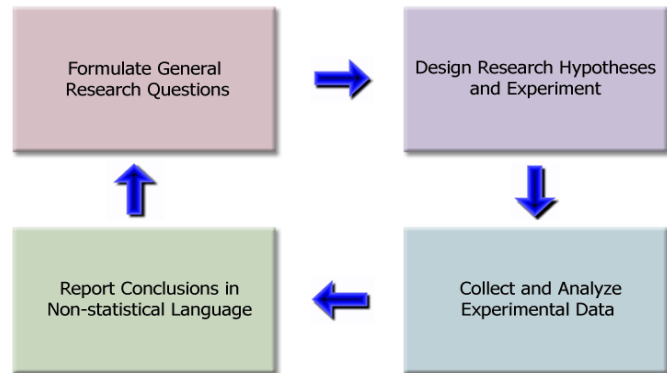 Formulate General
Research Questions
Design Research Hypotheses
and Experiment
Report Conclusions in
Non-statistical Language
Collect and Analyze
Experimental Data